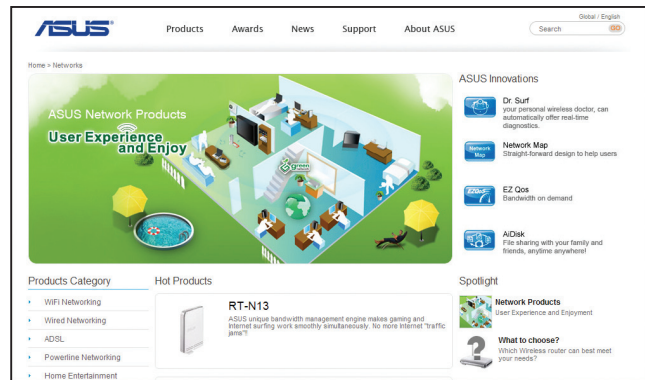 ASUS
Products Awards News Support About ASUS
Global / English
Search GO
Home > Networks
ASUS Network Products
User Experience
and Enjoy
green
ASUS Innovations
Dr. Surf
your personal wireless doctor, can
automatically offer real-time
diagnostics.
Network
Map
Network Map
Straight-forward design to help users
EZQoS
EZ Qos
Bandwidth on demand
AiDisk
File sharing with your family and
friends, anytime anywhere!
Products Category
WiFi Networking
Wired Networking
ADSL
Powerline Networking
Home Entertainment
Hot Products
RT-N13
ASUS unique bandwidth management engine makes gaming and
internet surfing work smoothly simultaneously. No more Internet "traffic
jams"!
Spotlight
Network Products
User Experience and Enjoyment
What to choose?
Which Wireless router can best meet
your needs?